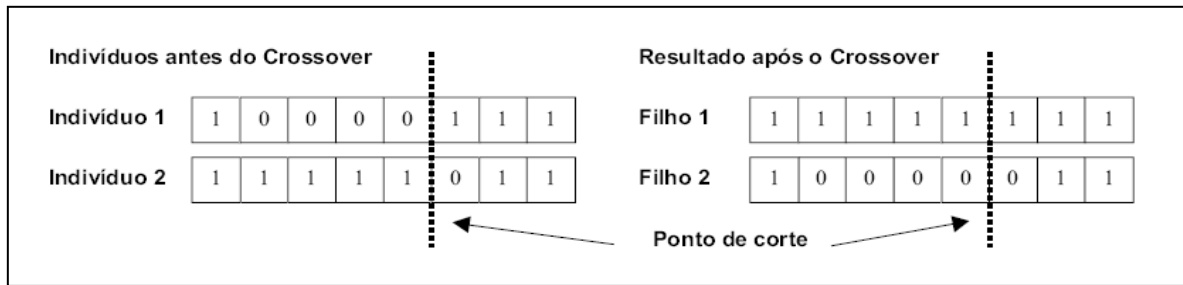 Indivíduos antes do Crossover
Resultado após o Crossover
Indivíduo 1 1 0 0 0 0 1 1 1
Filho 1 1 1 1 1 1 1 1 1
Indivíduo 2 1 1 1 1 1 0 1 1
Filho 2 1 0 0 0 0 0 1 1
Ponto de corte